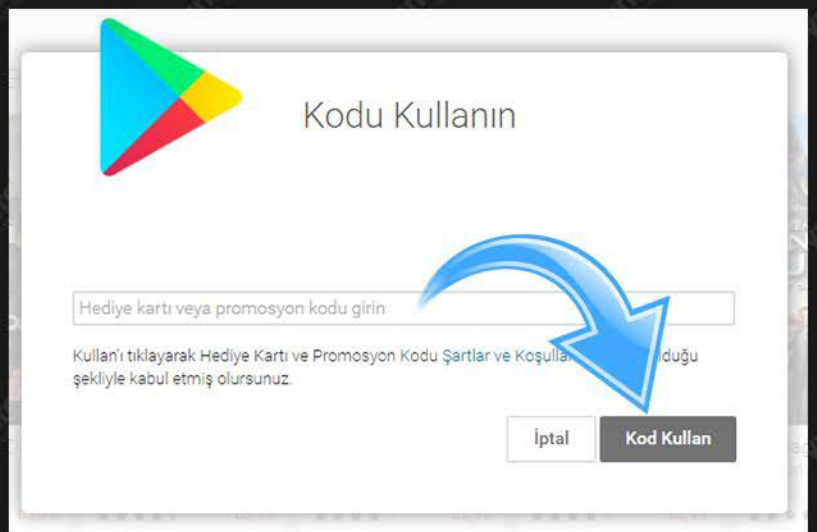 Kodu Kullanın
Hediye kartı veya promosyon kodu girin
Kullan'ı tıklayarak Hediye Kartı ve Promosyon Kodu Şartlar ve
şekliyle kabul etmiş olursunuz.
İptal
Kod Kullan